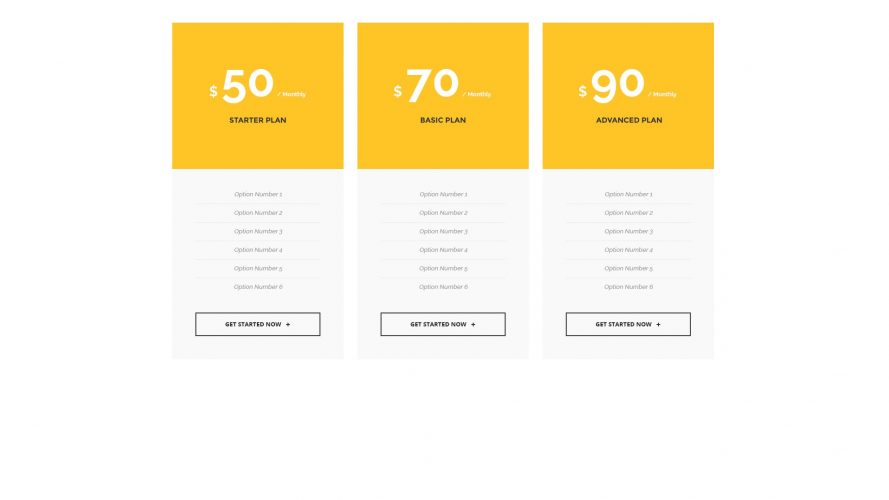 $ 50 / Monthly
STARTER PLAN
Option Number 1
Option Number 2
Option Number 3
Option Number 4
Option Number 5
Option Number 6
GET STARTED NOW +
$ 70 / Monthly
BASIC PLAN
Option Number 1
Option Number 2
Option Number 3
Option Number 4
Option Number 5
Option Number 6
GET STARTED NOW +
$ 90 / Monthly
ADVANCED PLAN
Option Number 1
Option Number 2
Option Number 3
Option Number 4
Option Number 5
Option Number 6
GET STARTED NOW +